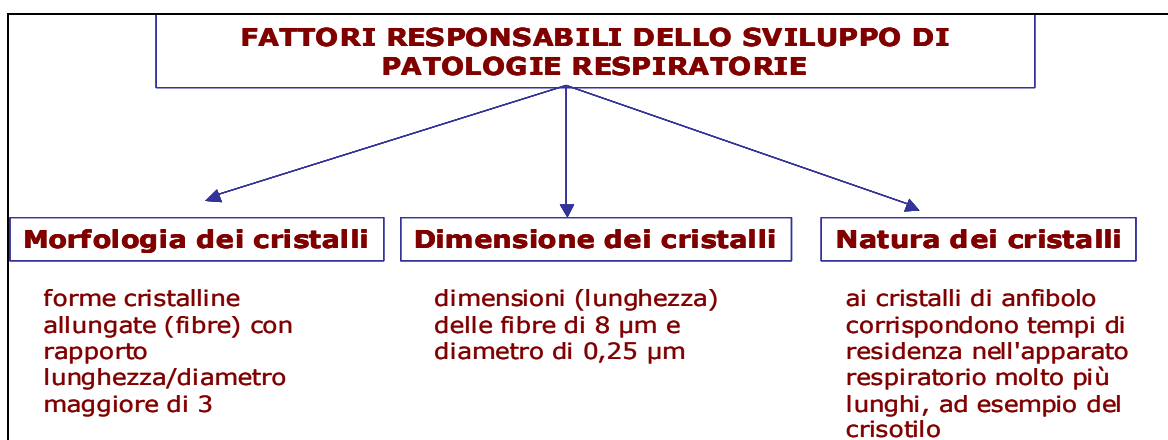 FATTORI RESPONSABILI DELLO SVILUPPO DI
PATOLOGIE RESPIRATORIE
Morfologia dei cristalli
forme cristalline
allungate (fibre) con
rapporto
lunghezza/diametro
maggiore di 3
Dimensione dei cristalli
dimensioni (lunghezza)
delle fibre di 8 µm e
diametro di 0,25 µm
Natura dei cristalli
ai cristalli di anfibolo
corrispondono tempi di
residenza nell'apparato
respiratorio molto più
lunghi, ad esempio del
crisotilo